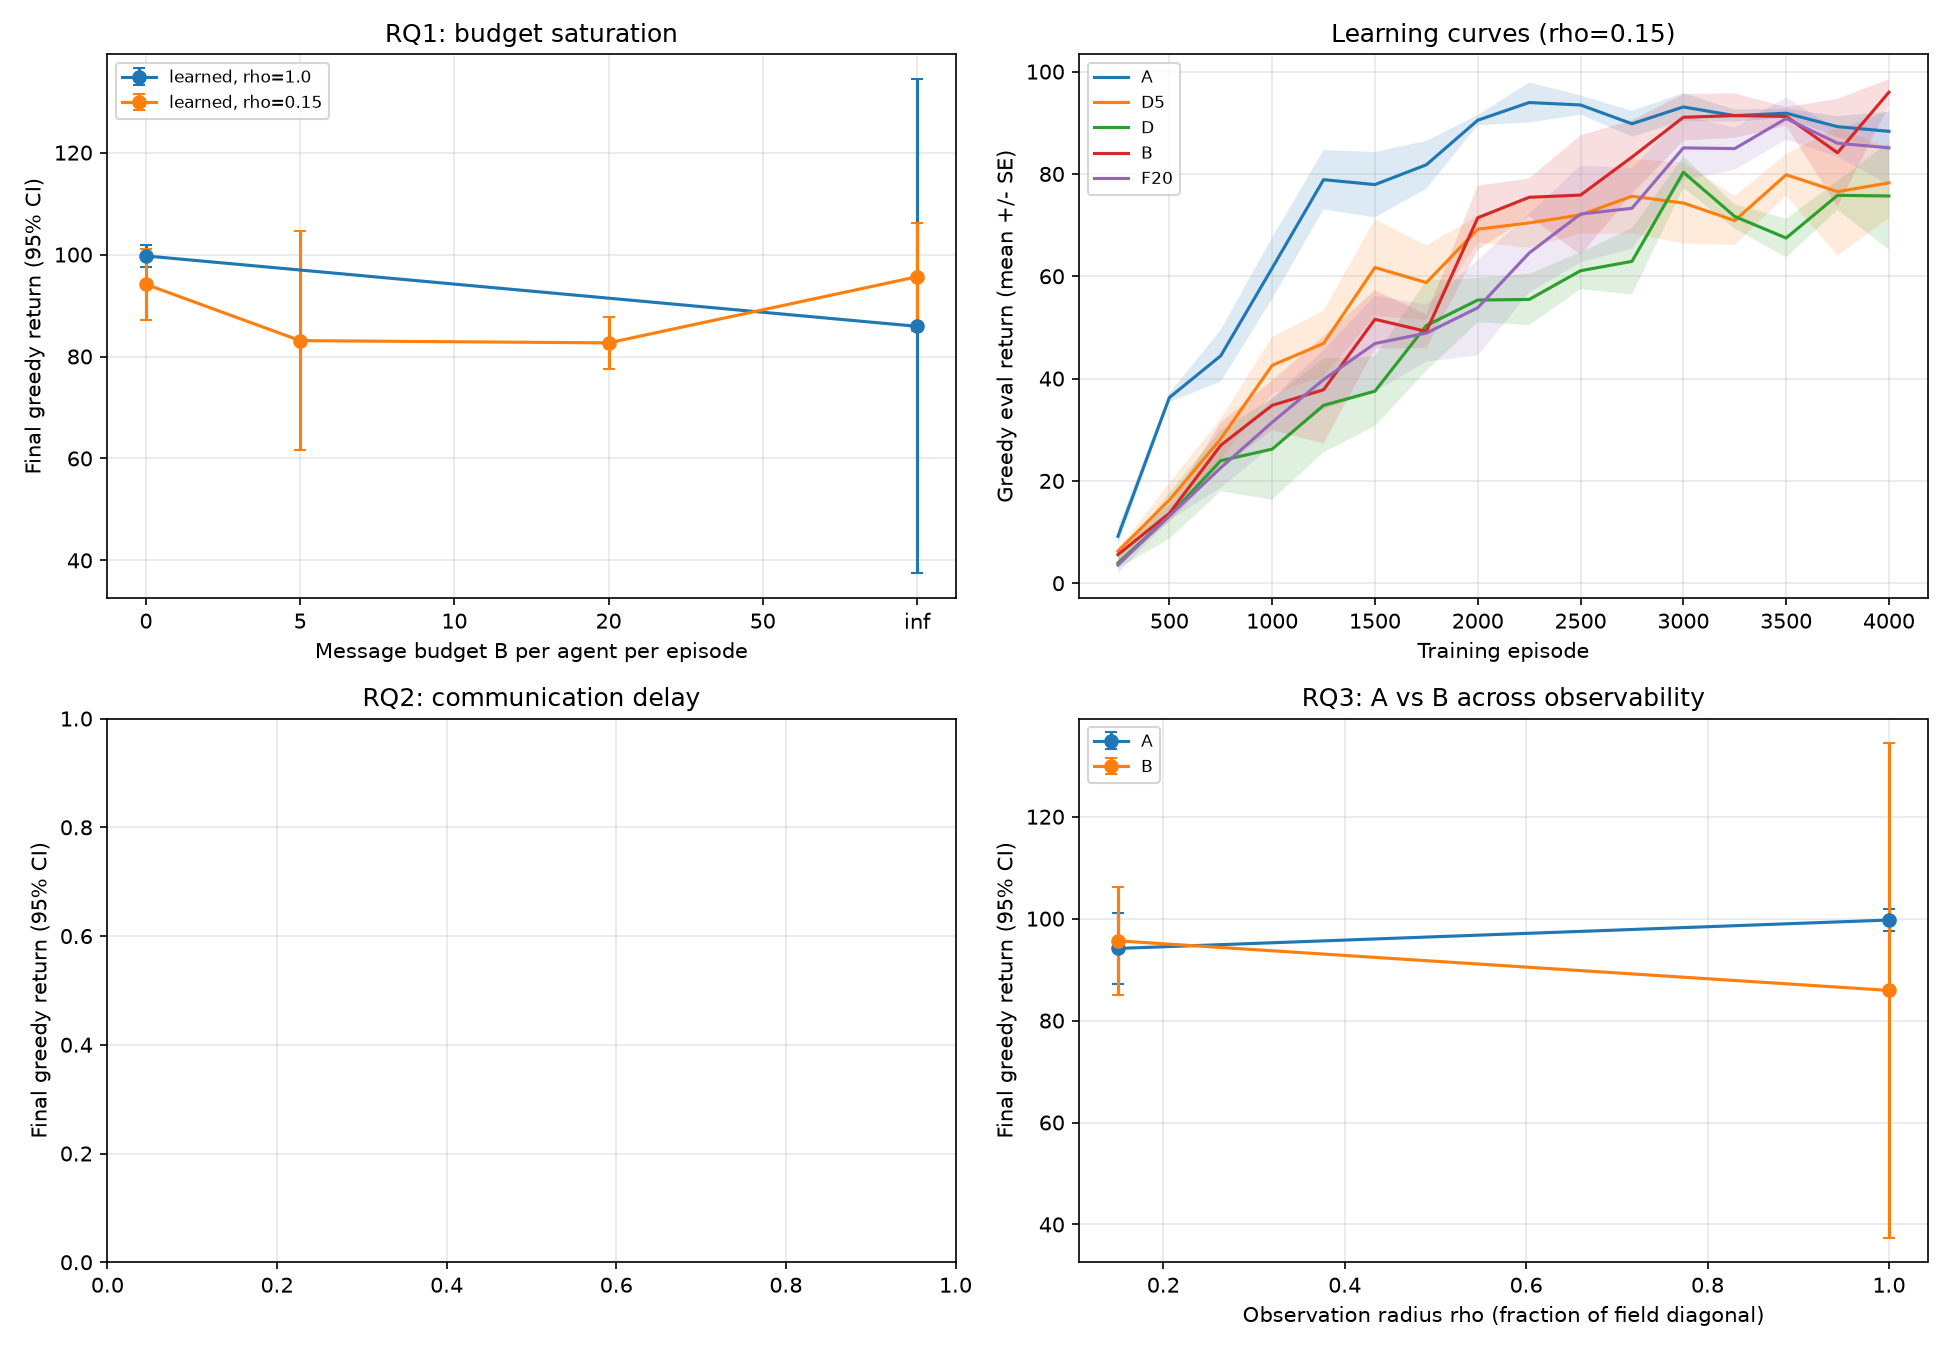 RQ1: budget saturation
learned, rho=1.0
learned, rho=0.15
Final greedy return (95% CI)
120
100
80
60
40
0
5
10
20
50
inf
Message budget B per agent per episode
Learning curves (rho=0.15)
A
D5
D
B
F20
Greedy eval return (mean +/- SE)
100
80
60
40
20
0
500
1000
1500
2000
2500
3000
3500
4000
Training episode
RQ2: communication delay
Final greedy return (95% CI)
1.0
0.8
0.6
0.4
0.2
0.0
0.0
0.2
0.4
0.6
0.8
1.0
RQ3: A vs B across observability
A
B
Final greedy return (95% CI)
120
100
80
60
40
0.2
0.4
0.6
0.8
1.0
Observation radius rho (fraction of field diagonal)